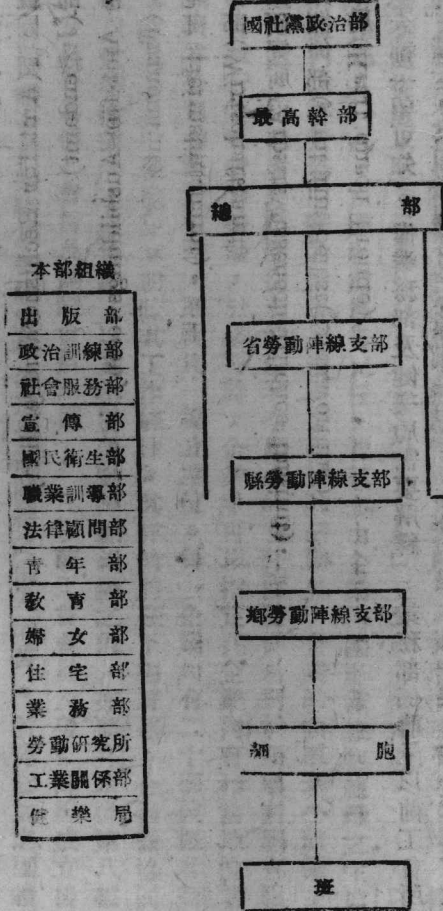 國社黨政治部
最高幹部
總部
省勞動陣線支部
縣勞動陣線支部
鄉勞動陣線支部
細胞
班
本部組織
出版部
政治訓練部
社會服務部
宣傳部
國民衛生部
職業訓導部
法律顧問部
青年部
教育部
婦女部
住宅部
業務部
勞動研究所
工業關係部
健樂局